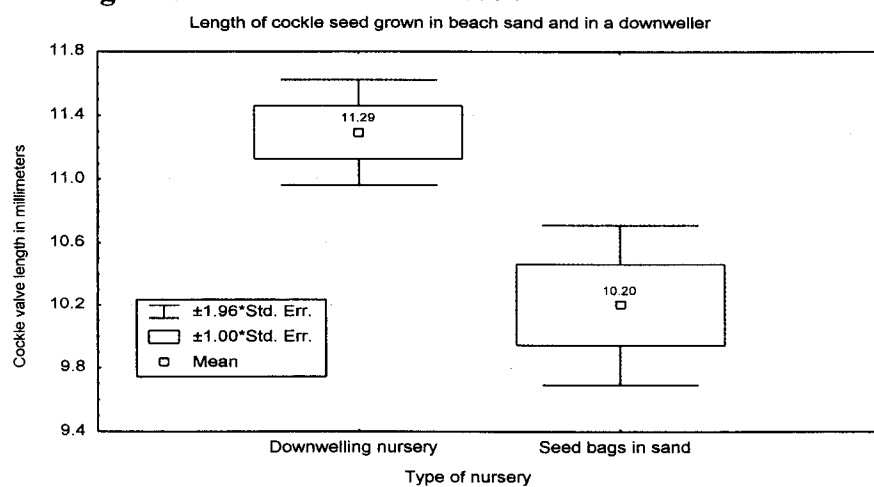 Length of cockle seed grown in beach sand and in a downweller
11.8
11.4
11.0
10.6
10.2
9.8
9.4
Cockle valve length in millimeters
11.29
10.20
±1.96*Std. Err.
±1.00*Std. Err.
Mean
Downwelling nursery
Seed bags in sand
Type of nursery